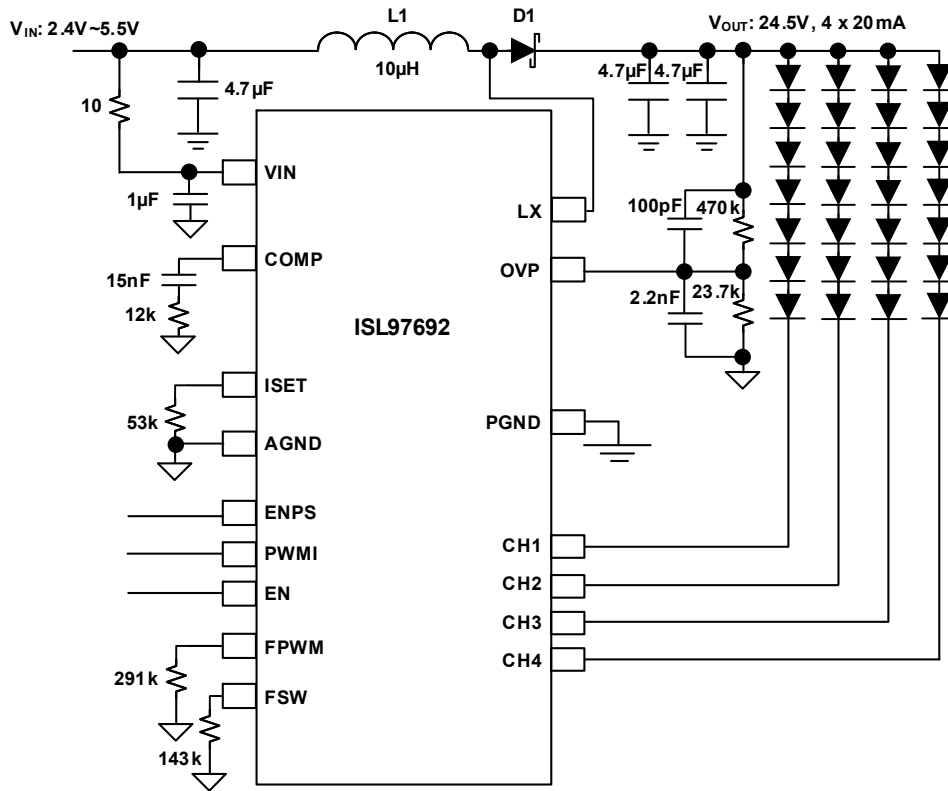 L1
D1
VIN: 2.4V~5.5V
VOUT: 24.5V, 4 x 20mA
10µH
4.7µF
4.7µF 4.7µF
10
VIN
1µF
LX
100pF 470k
COMP
OVP
15nF
2.2nF 23.7k
12k
ISL97692
ISET
53k
PGND
AGND
ENPS
PWMI
CH1
EN
CH2
CH3
FPWM
CH4
291k
FSW
143k